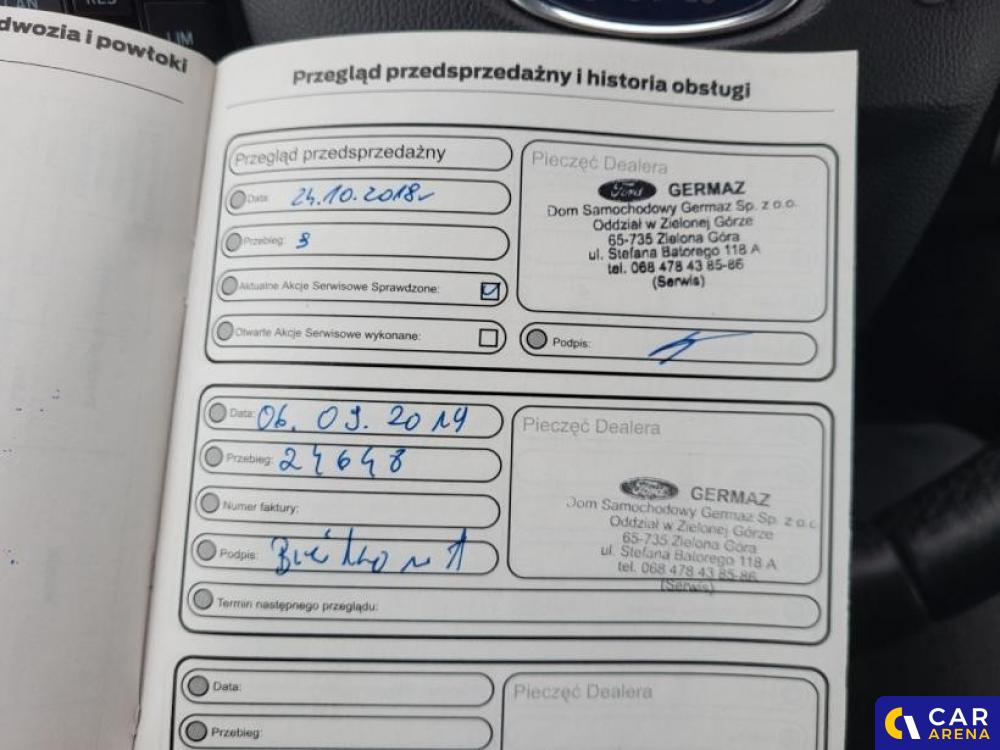 dwozia i powłoki
LIM
Przegląd przedsprzedażny i historia obsługi
Przegląd przedsprzedażny
Data: 24.10.2018r
Przebieg: 3
Aktualne Akcje Serwisowe Sprawdzone:
Otwarte Akcje Serwisowe wykonane:
Pieczęć Dealera
Ford GERMAZ
Dom Samochodowy Germaz Sp. z o.o.
Oddział w Zielonej Górze
65-735 Zielona Góra
ul. Stefana Batorego 118 A
tel. 068 478 43 85-86
(Serwis)
Podpis:
Data: 06. 09. 2019
Przebieg: 24648
Numer faktury:
Podpis:
Termin następnego przeglądu:
Pieczęć Dealera
Ford GERMAZ
Dom Samochodowy Germaz Sp. z o.o.
Oddział w Zielonej Górze
65-735 Zielona Góra
ul. Stefana Batorego 118 A
tel. 068 478 43 85-86
(Serwis)
Data:
Przebieg:
Pieczęć Dealera
CAR
ARENA